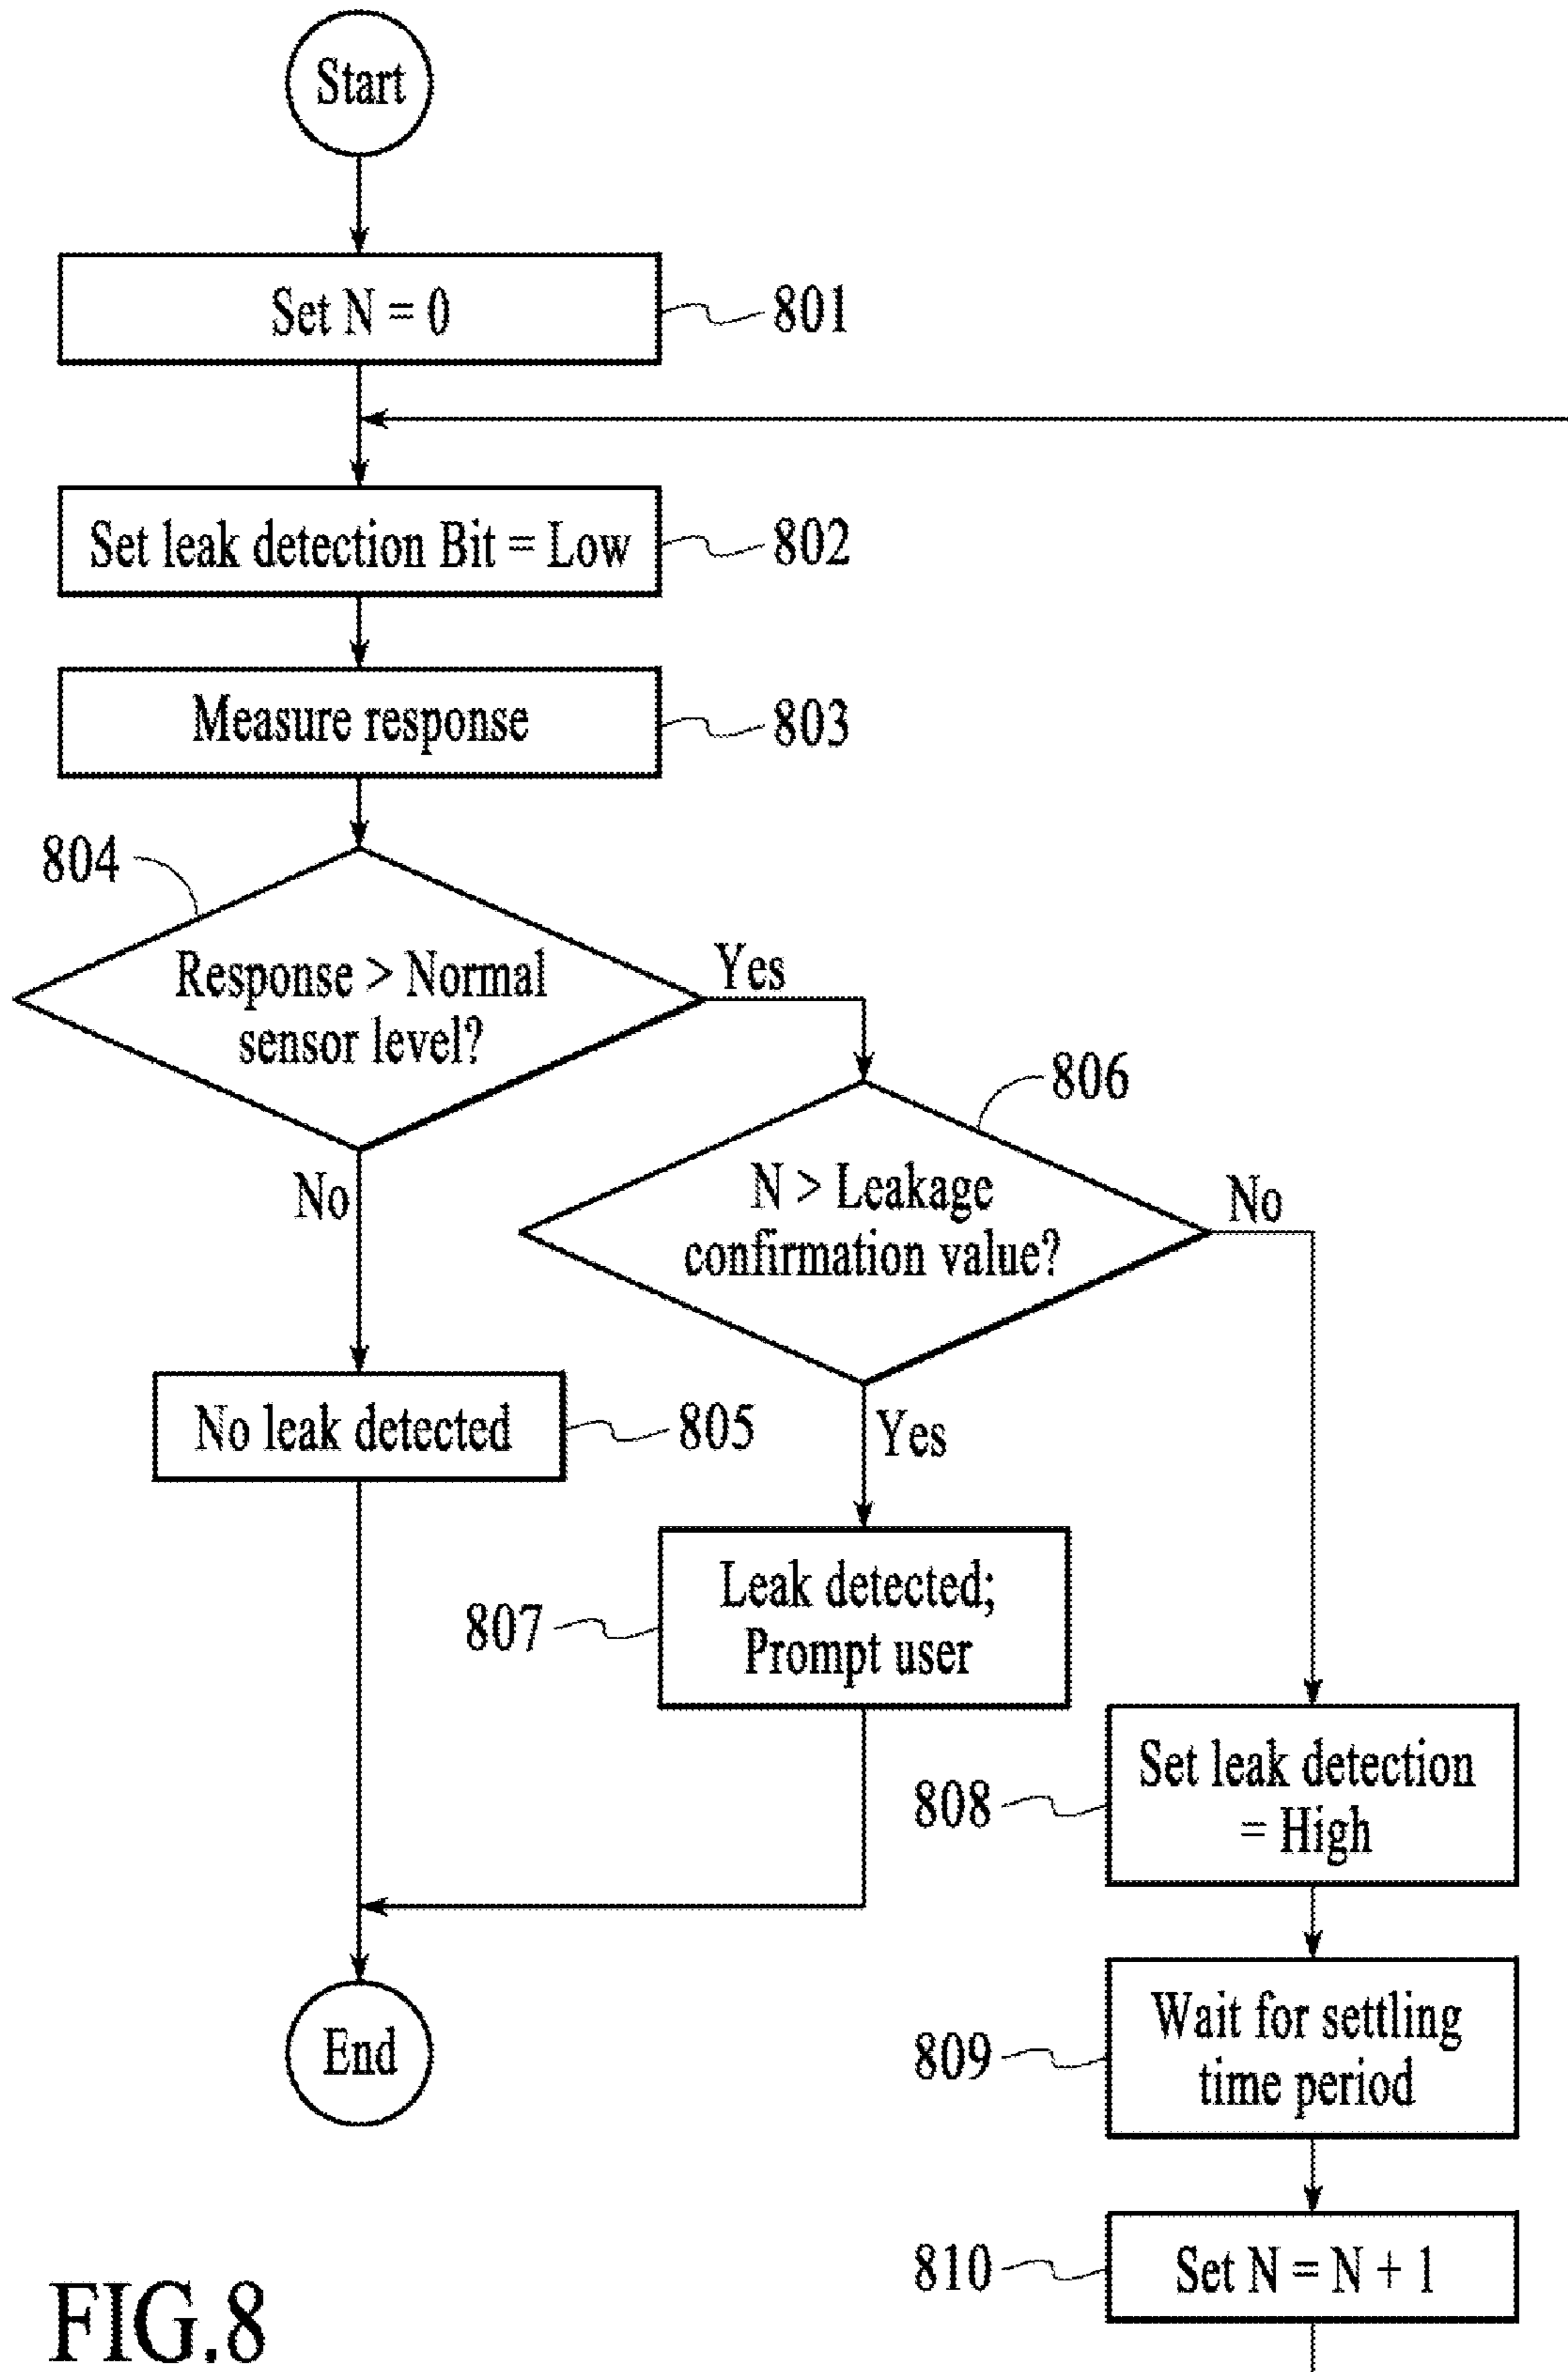 Start
Set N = 0
801
Set leak detection Bit = Low
802
Measure response
803
804
Response > Normal
sensor level?
Yes
No
806
N > Leakage
confirmation value?
No
Yes
No leak detected
805
Leak detected;
Prompt user
807
Set leak detection
= High
808
Wait for settling
time period
809
End
Set N = N + 1
810
FIG.8